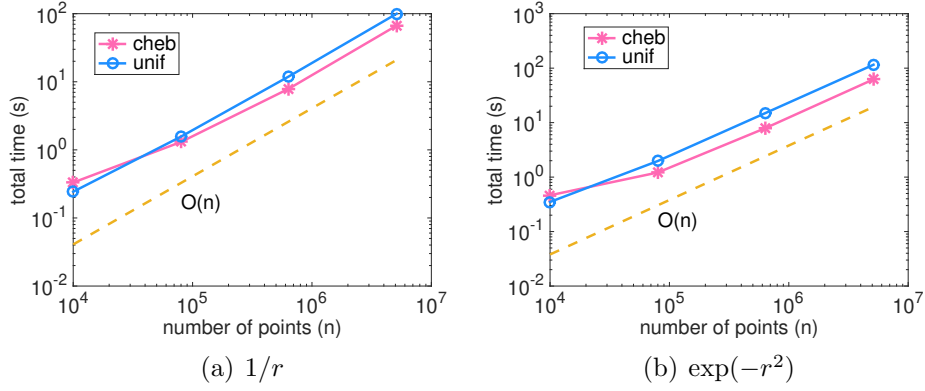 10^2
10^1
10^0
10^-1
10^-2
total time (s)
cheb
unif
O(n)
10^4 10^5 10^6 10^7
number of points (n)
(a) 1/r
10^3
10^2
10^1
10^0
10^-1
10^-2
total time (s)
cheb
unif
O(n)
10^4 10^5 10^6 10^7
number of points (n)
(b) exp(−r^2)